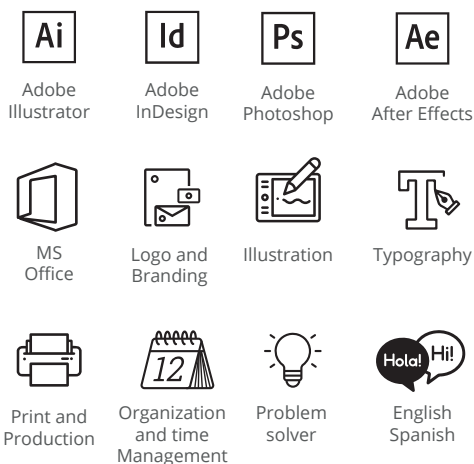 Ai Id Ps Ae
Adobe Adobe Adobe Adobe
Illustrator InDesign Photoshop After Effects
MS Logo and Illustration Typography
Office Branding
T
12 Hola! Hi!
Print and Organization Problem English
Production and time solver Spanish
Management